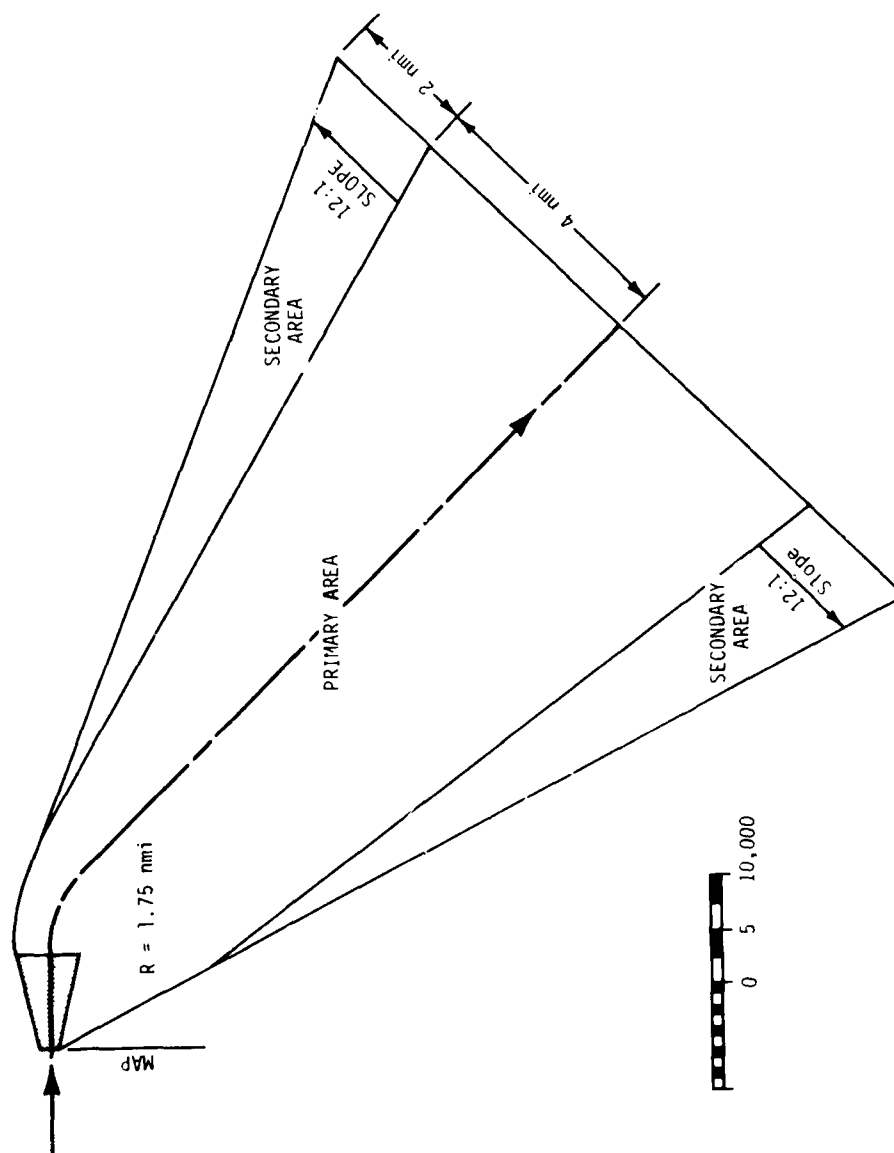 2 nmi
12:1
SLOPE
SECONDARY
AREA
4 nmi
PRIMARY AREA
R = 1.75 nmi
MAP
12:1
Slope
SECONDARY
AREA
0
5
10,000